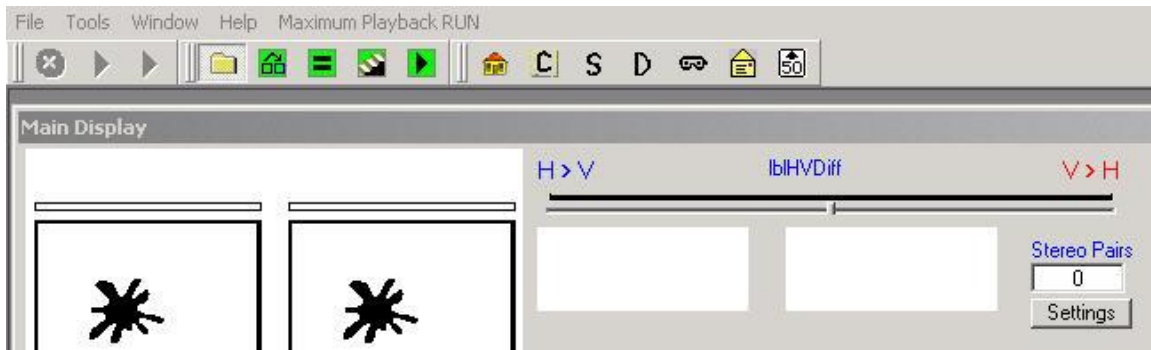 File Tools Window Help Maximum Playback RUN
C S D 50
Main Display
H > V lblHVDiff V > H
Stereo Pairs
0
Settings